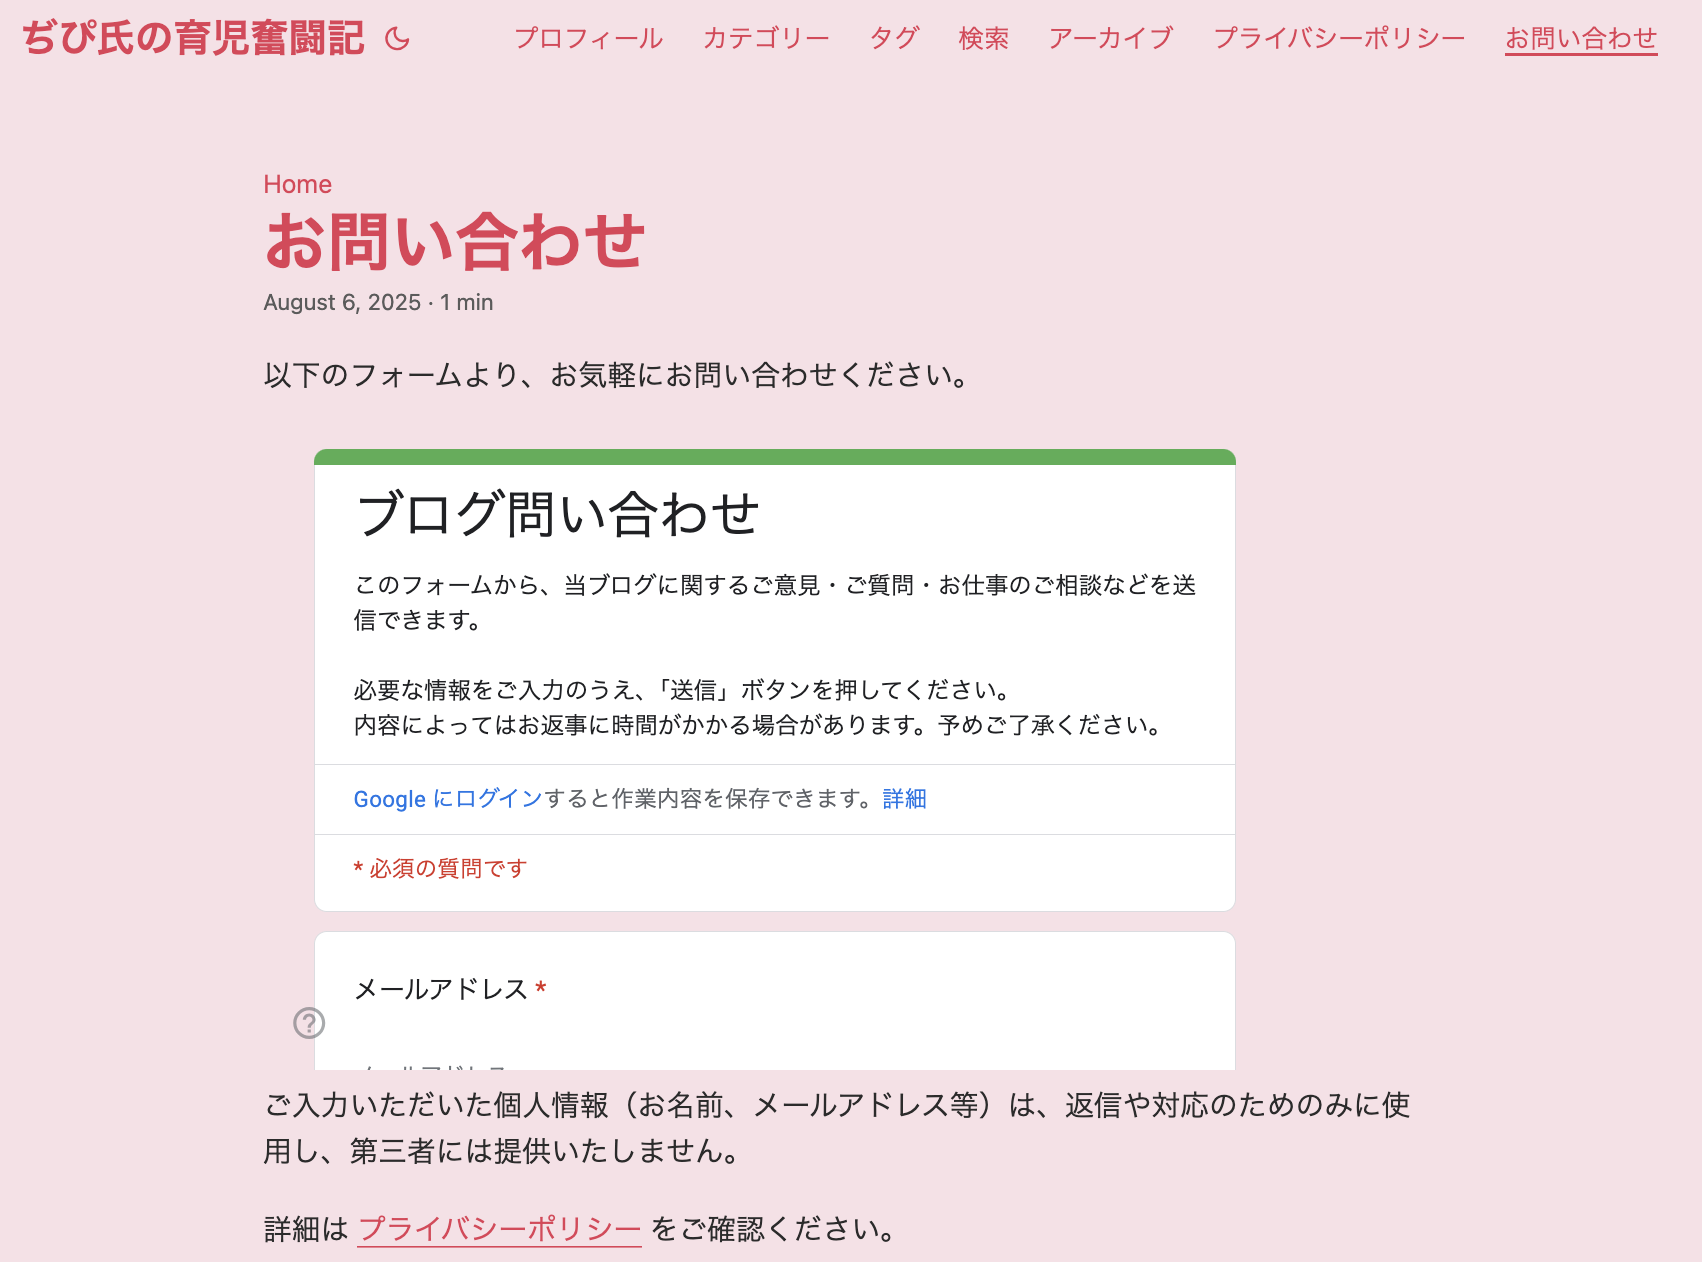 ぢぴ氏の育児奮闘記
プロフィール カテゴリー タグ 検索 アーカイブ プライバシーポリシー お問い合わせ
Home
お問い合わせ
August 6, 2025 · 1 min
以下のフォームより、お気軽にお問い合わせください。
ブログ問い合わせ
このフォームから、当ブログに関するご意見・ご質問・お仕事のご相談などを送
信できます。
必要な情報をご入力のうえ、「送信」ボタンを押してください。
内容によってはお返事に時間がかかる場合があります。予めご了承ください。
Google にログインすると作業内容を保存できます。詳細
* 必須の質問です
メールアドレス *
メールアドレス
ご入力いただいた個人情報（お名前、メールアドレス等）は、返信や対応のためのみに使
用し、第三者には提供いたしません。
詳細は プライバシーポリシー をご確認ください。